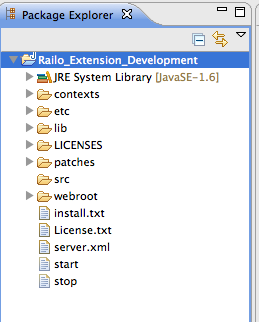 Package Explorer
Railo_Extension_Development
JRE System Library [JavaSE-1.6]
contexts
etc
lib
LICENSES
patches
src
webroot
install.txt
License.txt
server.xml
start
stop